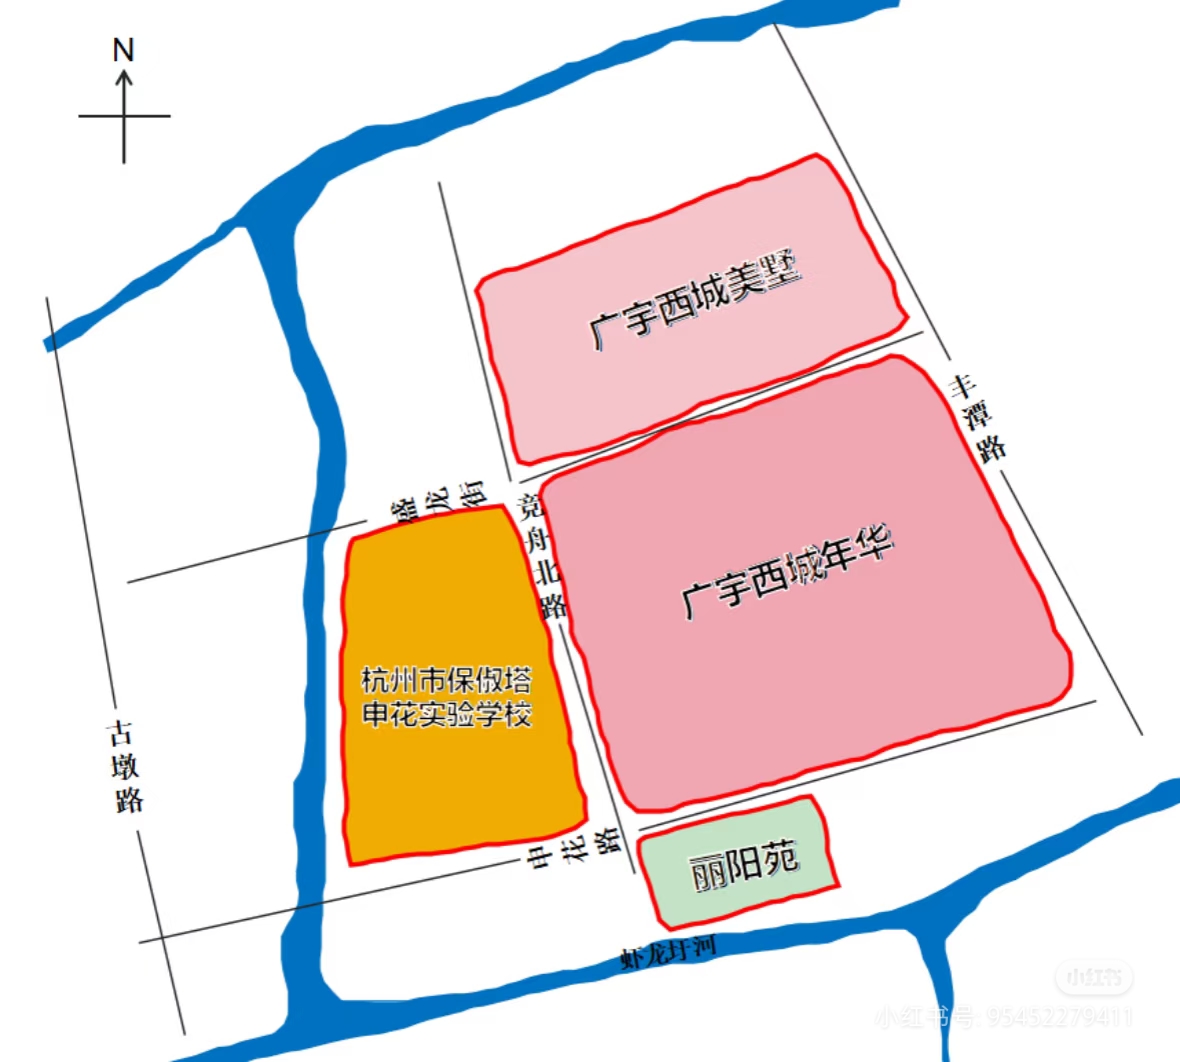 N
广宇西城美墅
丰潭路
盛龙街
竞舟北路
广宇西城年华
杭州市保俶塔
申花实验学校
古墩路
申花路
丽阳苑
虾龙圩河
小红书
小红书号: 95452279411